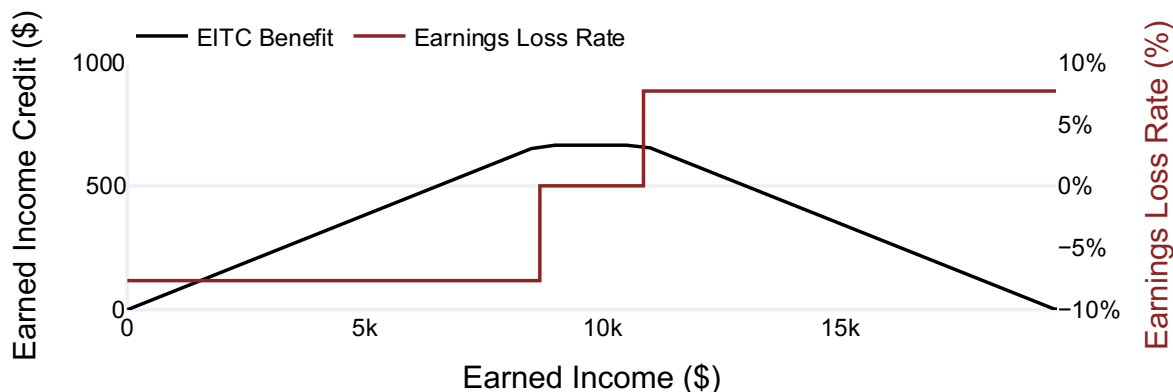 EITC Benefit
Earnings Loss Rate
Earned Income Credit ($)
1000
500
0
10%
5%
0%
−5%
−10%
Earnings Loss Rate (%)
0
5k
10k
15k
Earned Income ($)